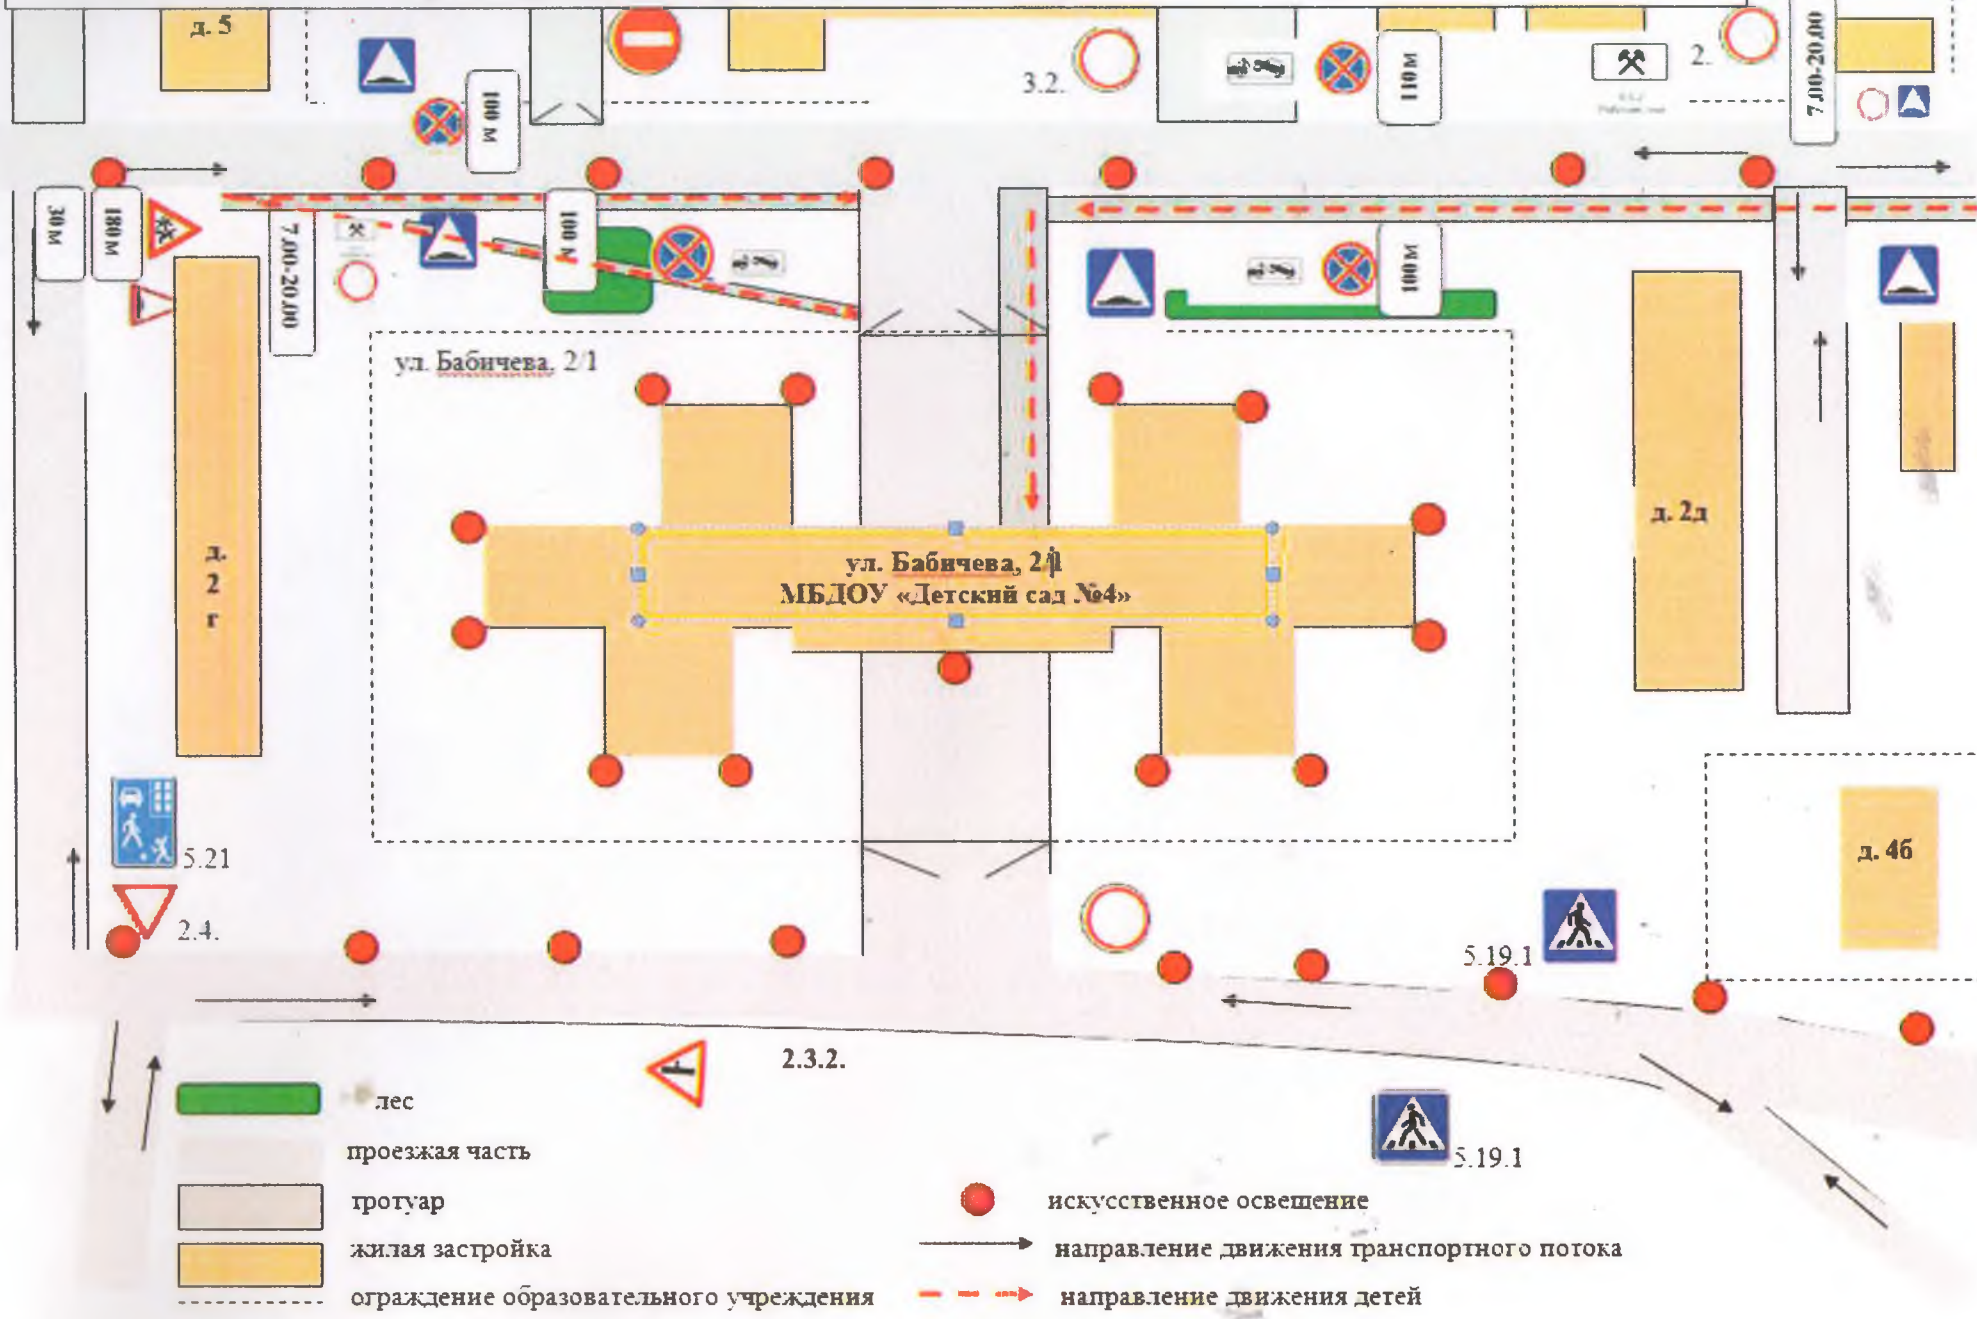 д. 5
100 м
3.2.
110 м
2.
7.00-20.00
30 м
180 м
7.00-20.00
100 м
100 м
ул. Бабичева, 2/1
д.
2
г
ул. Бабичева, 2/1
МБДОУ «Детский сад №4»
д. 2д
5.21
2.4.
д. 4б
5.19.1
2.3.2.
5.19.1
лес
проезжая часть
тротуар
жилая застройка
ограждение образовательного учреждения
искусственное освещение
направление движения транспортного потока
направление движения детей